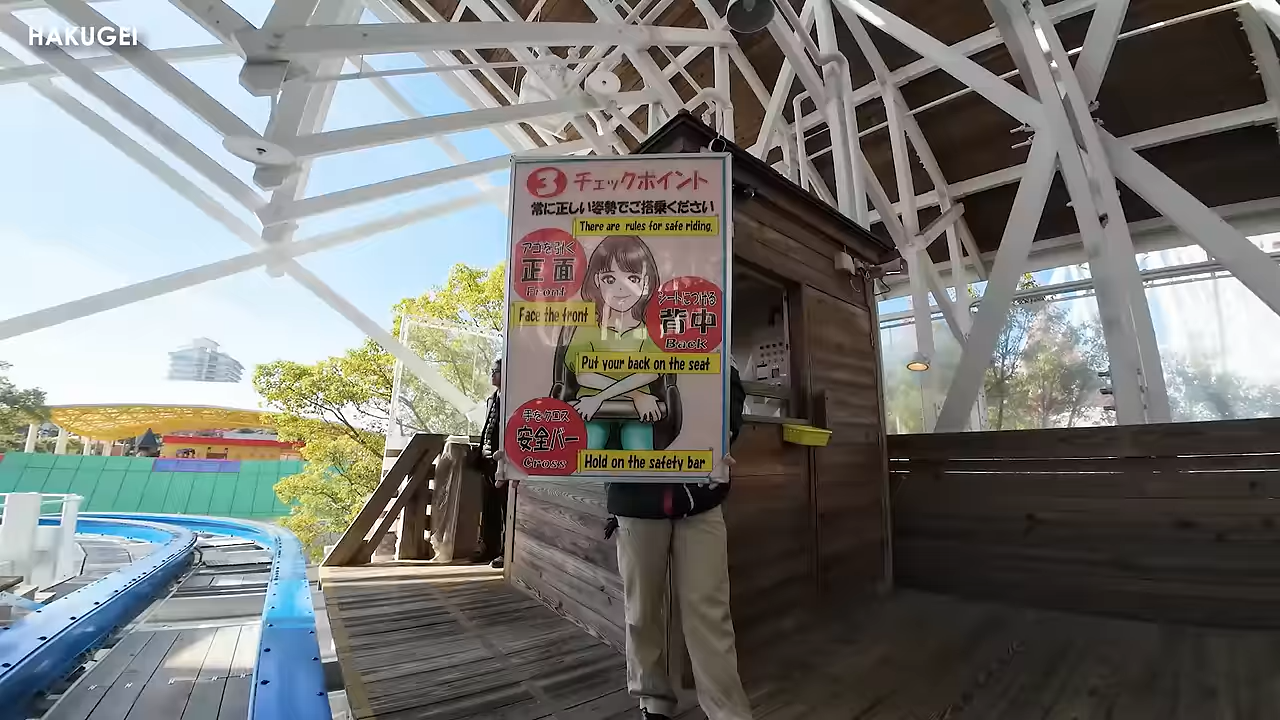 HAKUGEI
3 チェックポイント
常に正しい姿勢でご搭乗ください
There are rules for safe riding.
アゴを引く
正面
Front
Face the front
シートにつける
背中
Back
Put your back on the seat
手をクロス
安全バー
Cross
Hold on the safety bar